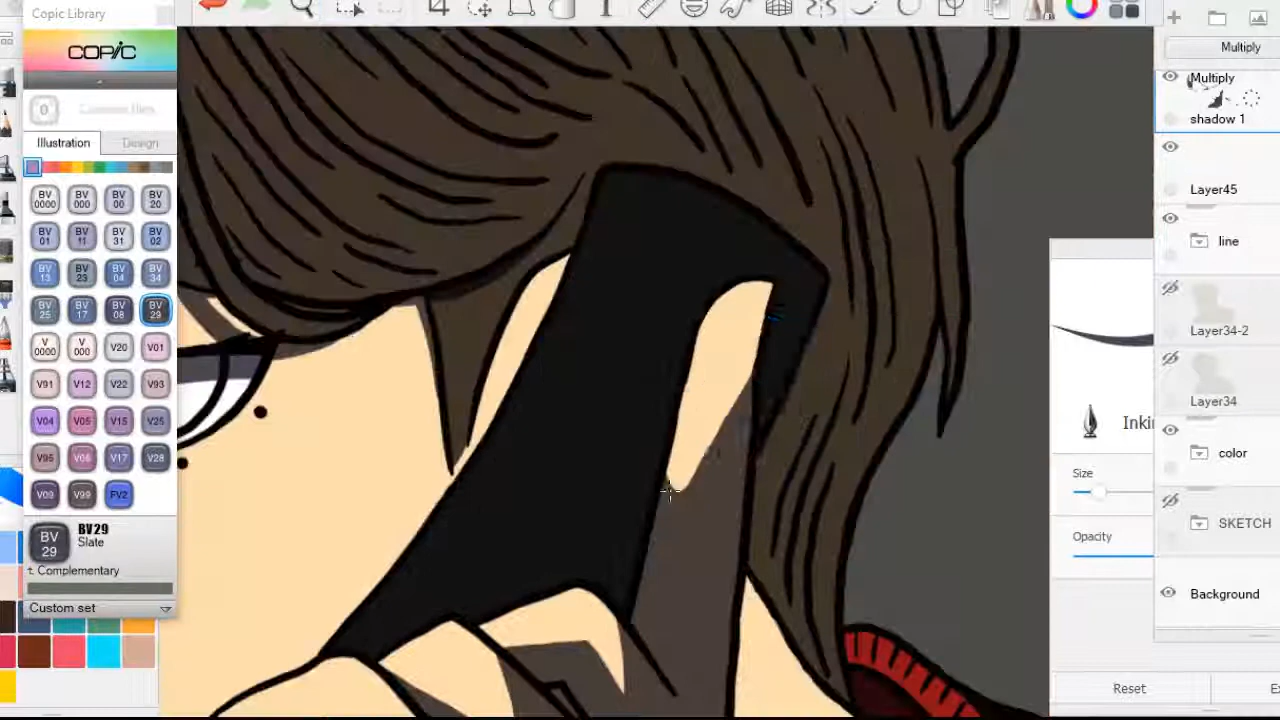 Copic Library
COPIC
0
Illustration
Design
BV 0000
BV 000
BV 00
BV 20
BV 01
BV 11
BV 31
BV 02
BV 13
BV 23
BV 04
BV 34
BV 25
BV 17
BV 08
BV 29
V 0000
V 000
V20
V01
V91
V12
V22
V93
V04
V05
V15
V25
V95
V06
V17
V28
V09
V99
FV2
BV 29
BV29
Slate
Complementary
Custom set
Multiply
Multiply
shadow 1
Layer45
line
Layer34-2
Layer34
color
SKETCH
Background
Size
Opacity
Reset